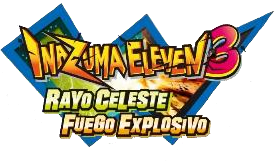 INAZUMA ELEVEN 3
RAYO CELESTE
FUEGO EXPLOSIVO